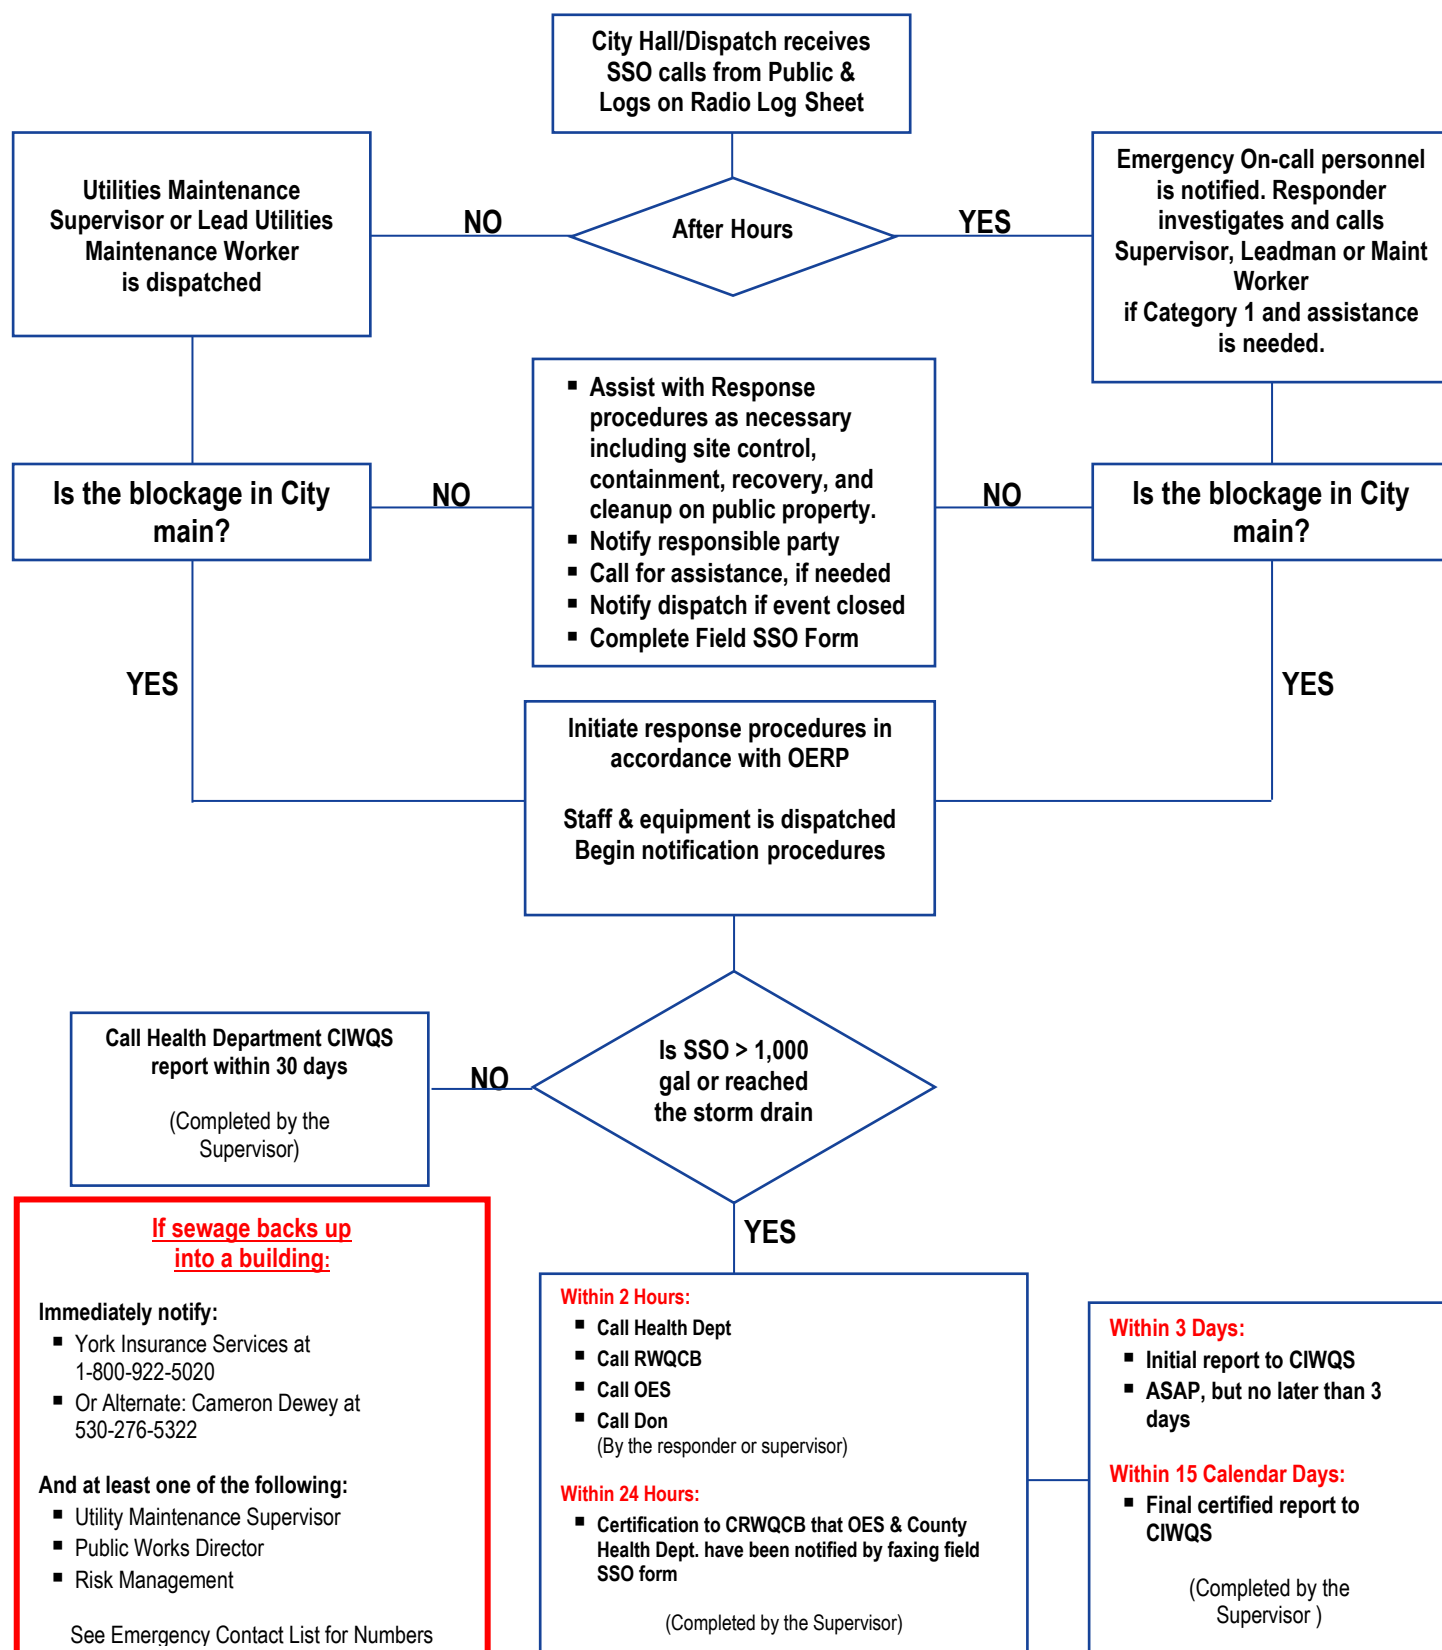 City Hall/Dispatch receives
SSO calls from Public &
Logs on Radio Log Sheet
Utilities Maintenance
Supervisor or Lead Utilities
Maintenance Worker
is dispatched
NO
After Hours
YES
Emergency On-call personnel
is notified. Responder
investigates and calls
Supervisor, Leadman or Maint
Worker
if Category 1 and assistance
is needed.
Is the blockage in City
main?
NO
▪ Assist with Response
procedures as necessary
including site control,
containment, recovery, and
cleanup on public property.
▪ Notify responsible party
▪ Call for assistance, if needed
▪ Notify dispatch if event closed
▪ Complete Field SSO Form
NO
Is the blockage in City
main?
YES
YES
Initiate response procedures in
accordance with OERP
Staff & equipment is dispatched
Begin notification procedures
Call Health Department CIWQS
report within 30 days
(Completed by the
Supervisor)
NO
Is SSO > 1,000
gal or reached
the storm drain
YES
If sewage backs up
into a building:
Immediately notify:
▪ York Insurance Services at
1-800-922-5020
▪ Or Alternate: Cameron Dewey at
530-276-5322
And at least one of the following:
▪ Utility Maintenance Supervisor
▪ Public Works Director
▪ Risk Management
See Emergency Contact List for Numbers
Within 2 Hours:
▪ Call Health Dept
▪ Call RWQCB
▪ Call OES
▪ Call Don
(By the responder or supervisor)
Within 24 Hours:
▪ Certification to CRWQCB that OES & County
Health Dept. have been notified by faxing field
SSO form
(Completed by the Supervisor)
Within 3 Days:
▪ Initial report to CIWQS
▪ ASAP, but no later than 3
days
Within 15 Calendar Days:
▪ Final certified report to
CIWQS
(Completed by the
Supervisor )